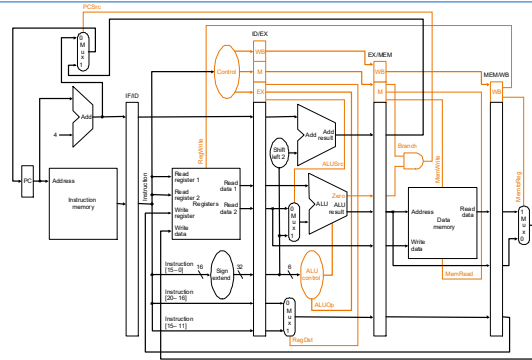 PCSrc
0
M
u
x
1
ID/EX
WB
EX/MEM
Control
M
WB
MEM/WB
IF/ID
EX
M
WB
Add
4
Add
Add
result
Branch
RegWrite
Shift
left 2
ALUSrc
MemWrite
MemtoReg
PC
Address
Instruction
memory
Instruction
Read
register 1
Read
register 2
Registers
Write
register
Write
data
Read
data 1
Read
data 2
0
M
u
x
1
Zero
ALU
ALU
result
Address
Read
data
Data
memory
Write
data
1
M
u
x
0
Instruction
[15–0]
16
Sign
extend
32
6
ALU
control
MemRead
Instruction
[20–16]
ALUOp
0
M
u
x
1
Instruction
[15–11]
RegDst